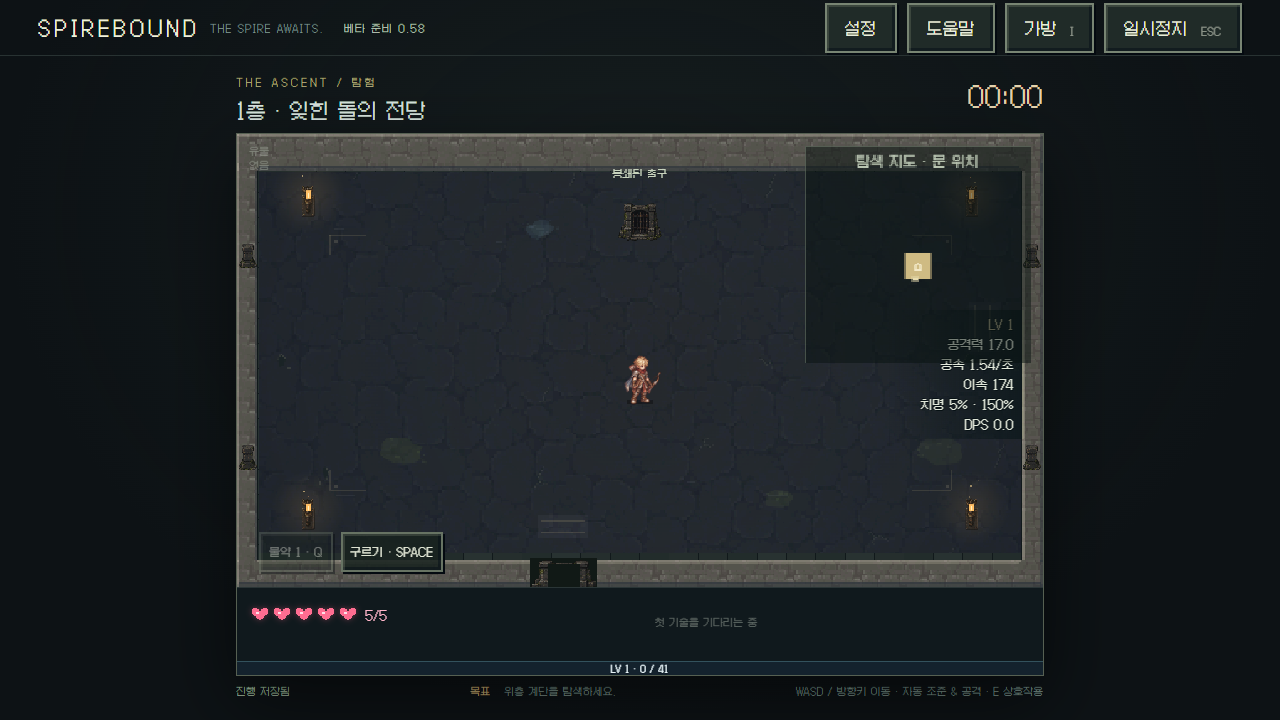 SPIREBOUND THE SPIRE AWAITS. 베타 준비 0.58
설정
도움말
가방 I
일시정지 ESC
THE ASCENT / 탐험
1층 · 잊힌 돌의 전당
00:00
유물
없음
봉쇄된 출구
탐색 지도 · 문 위치
LV 1
공격력 17.0
공속 1.54/초
이속 174
치명 5% · 150%
DPS 0.0
물약 1 · Q
구르기 · SPACE
5/5
첫 기술을 기다리는 중
LV 1 · 0 / 41
진행 저장됨
목표 위층 계단을 탐색하세요.
WASD / 방향키 이동 · 자동 조준 & 공격 · E 상호작용